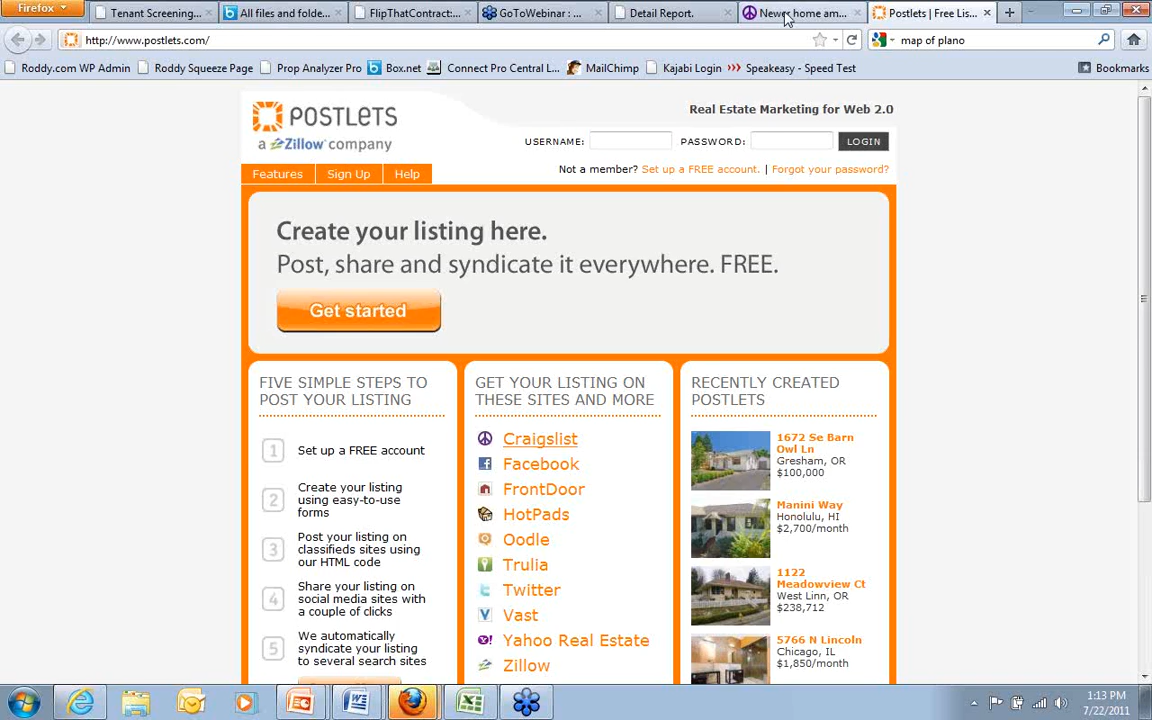 Firefox
Tenant Screening...
All files and folde...
FlipThatContract:...
GoToWebinar : ...
Detail Report.
Newer home am...
Postlets | Free Lis...
http://www.postlets.com/
map of plano
Roddy.com WP Admin
Roddy Squeeze Page
Prop Analyzer Pro
Box.net
Connect Pro Central L...
MailChimp
Kajabi Login
Speakeasy - Speed Test
Bookmarks
POSTLETS
a Zillow company
Real Estate Marketing for Web 2.0
USERNAME:
PASSWORD:
LOGIN
Not a member? Set up a FREE account. | Forgot your password?
Features
Sign Up
Help
Create your listing here.
Post, share and syndicate it everywhere. FREE.
Get started
FIVE SIMPLE STEPS TO
POST YOUR LISTING
1
Set up a FREE account
2
Create your listing
using easy-to-use
forms
3
Post your listing on
classifieds sites using
our HTML code
4
Share your listing on
social media sites with
a couple of clicks
5
We automatically
syndicate your listing
to several search sites
GET YOUR LISTING ON
THESE SITES AND MORE
Craigslist
Facebook
FrontDoor
HotPads
Oodle
Trulia
Twitter
Vast
Yahoo Real Estate
Zillow
RECENTLY CREATED
POSTLETS
1672 Se Barn
Owl Ln
Gresham, OR
$100,000
Manini Way
Honolulu, HI
$2,700/month
1122
Meadowview Ct
West Linn, OR
$238,712
5766 N Lincoln
Chicago, IL
$1,850/month
1:13 PM
7/22/2011